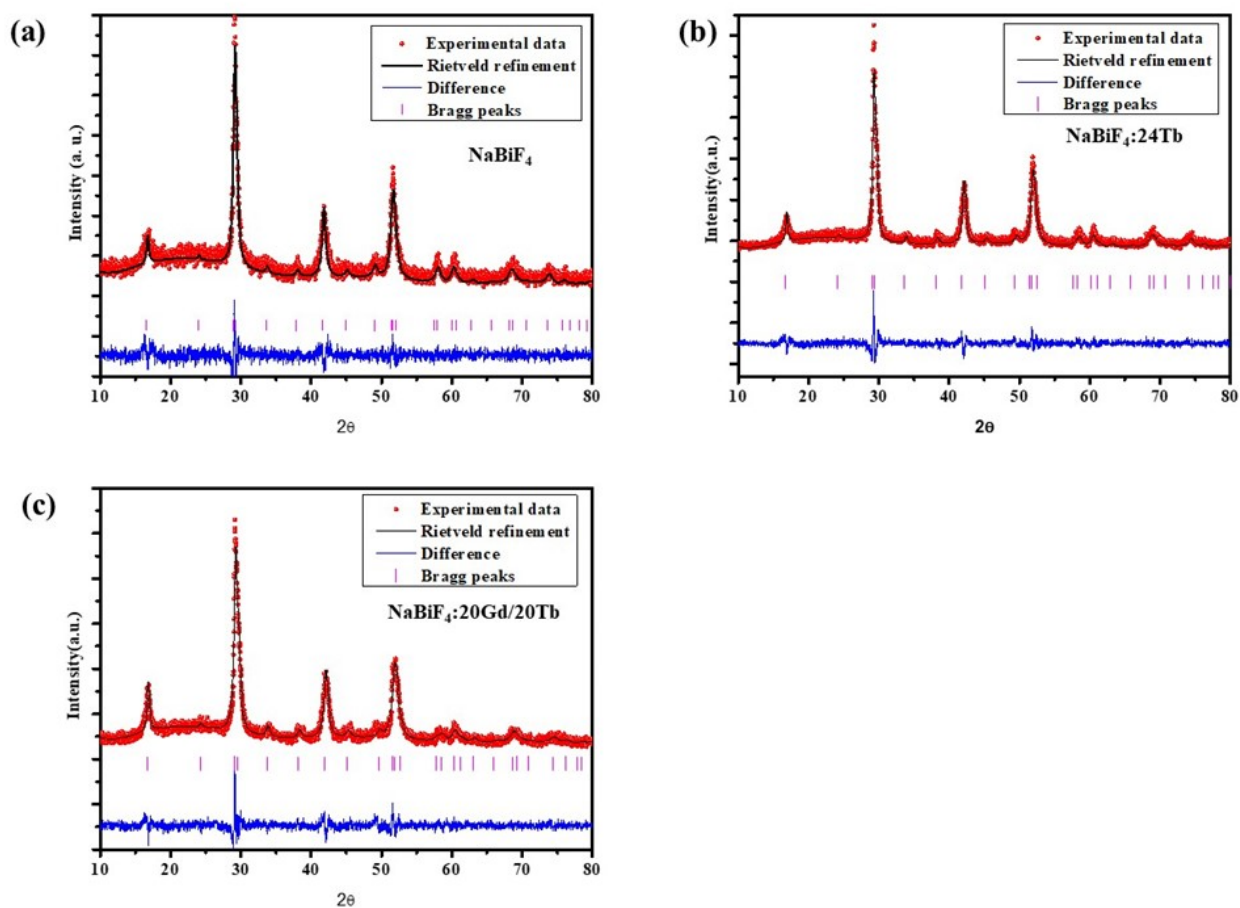 (a)
Experimental data
Rietveld refinement
Difference
Bragg peaks
NaBiF₄
Intensity (a. u.)
10 20 30 40 50 60 70 80
2θ
(b)
Experimental data
Rietveld refinement
Difference
Bragg peaks
NaBiF₄:24Tb
Intensity(a.u.)
10 20 30 40 50 60 70 80
2θ
(c)
Experimental data
Rietveld refinement
Difference
Bragg peaks
NaBiF₄:20Gd/20Tb
Intensity(a.u.)
10 20 30 40 50 60 70 80
2θ